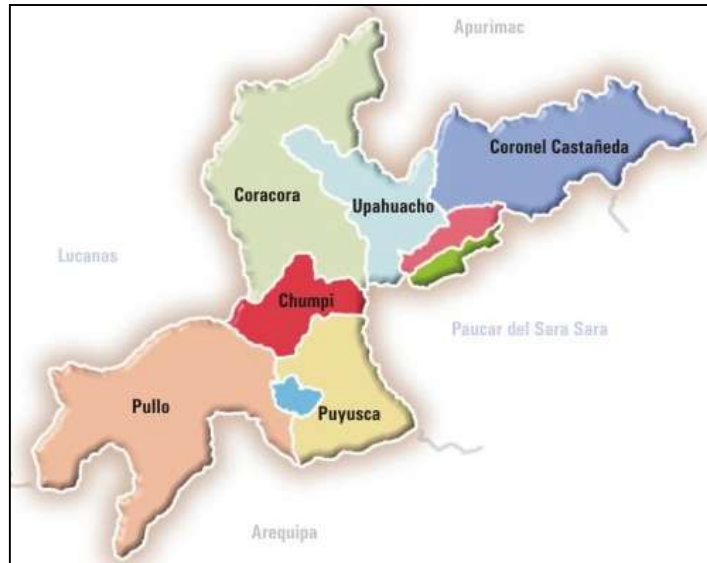 Apurimac
Coronel Castañeda
Coracora
Upahuacho
Lucanas
Chumpi
Paucar del Sara Sara
Pullo
Puyusca
Arequipa